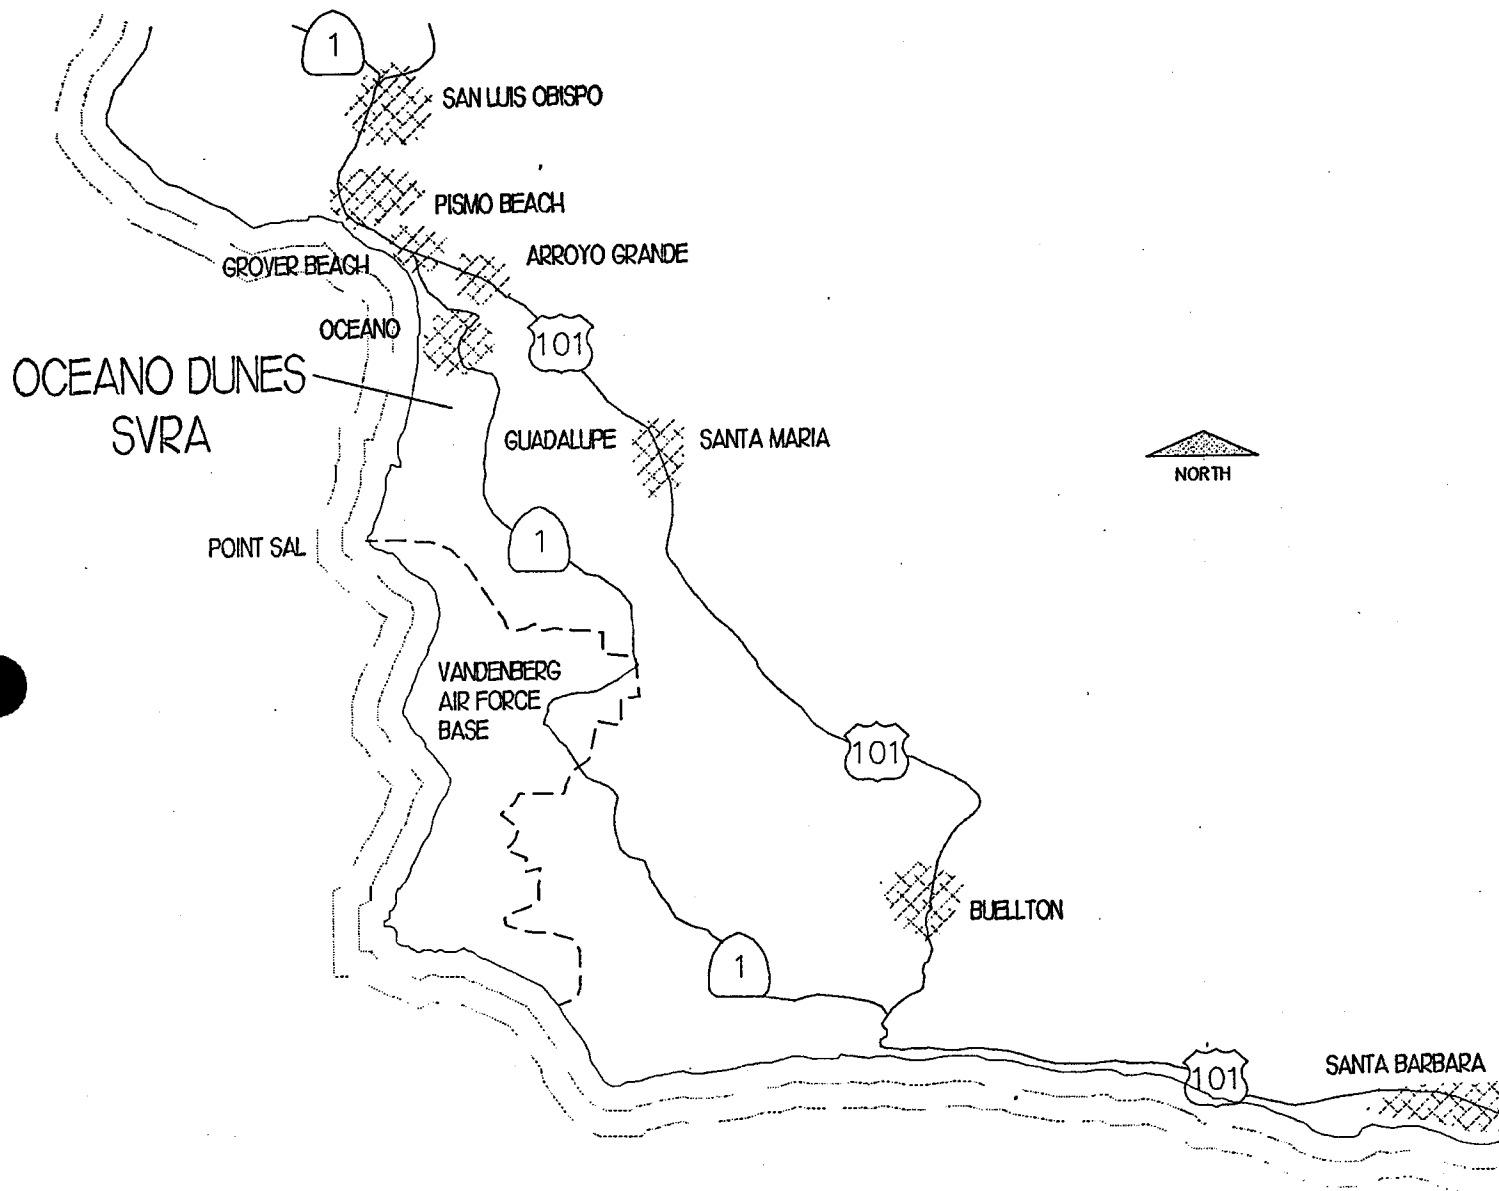 1
SAN LUIS OBISPO
PISMO BEACH
ARROYO GRANDE
GROVER BEACH
OCEANO
101
OCEANO DUNES
SVRA
GUADALUPE
SANTA MARIA
NORTH
POINT SAL
1
VANDENBERG
AIR FORCE
BASE
101
BUELLTON
1
101
SANTA BARBARA